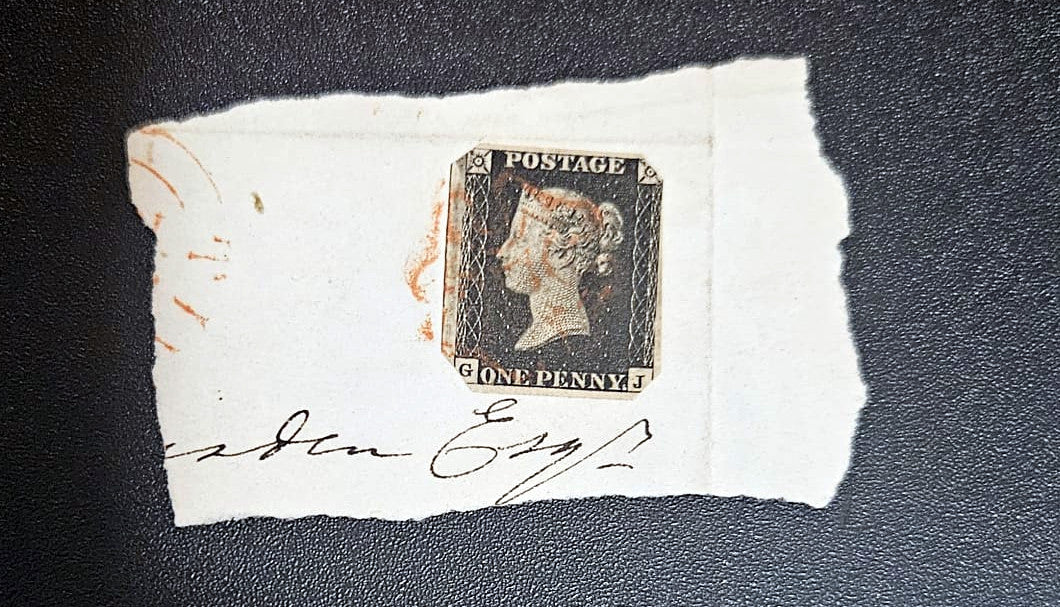 POSTAGE
G ONE PENNY J
Esqr